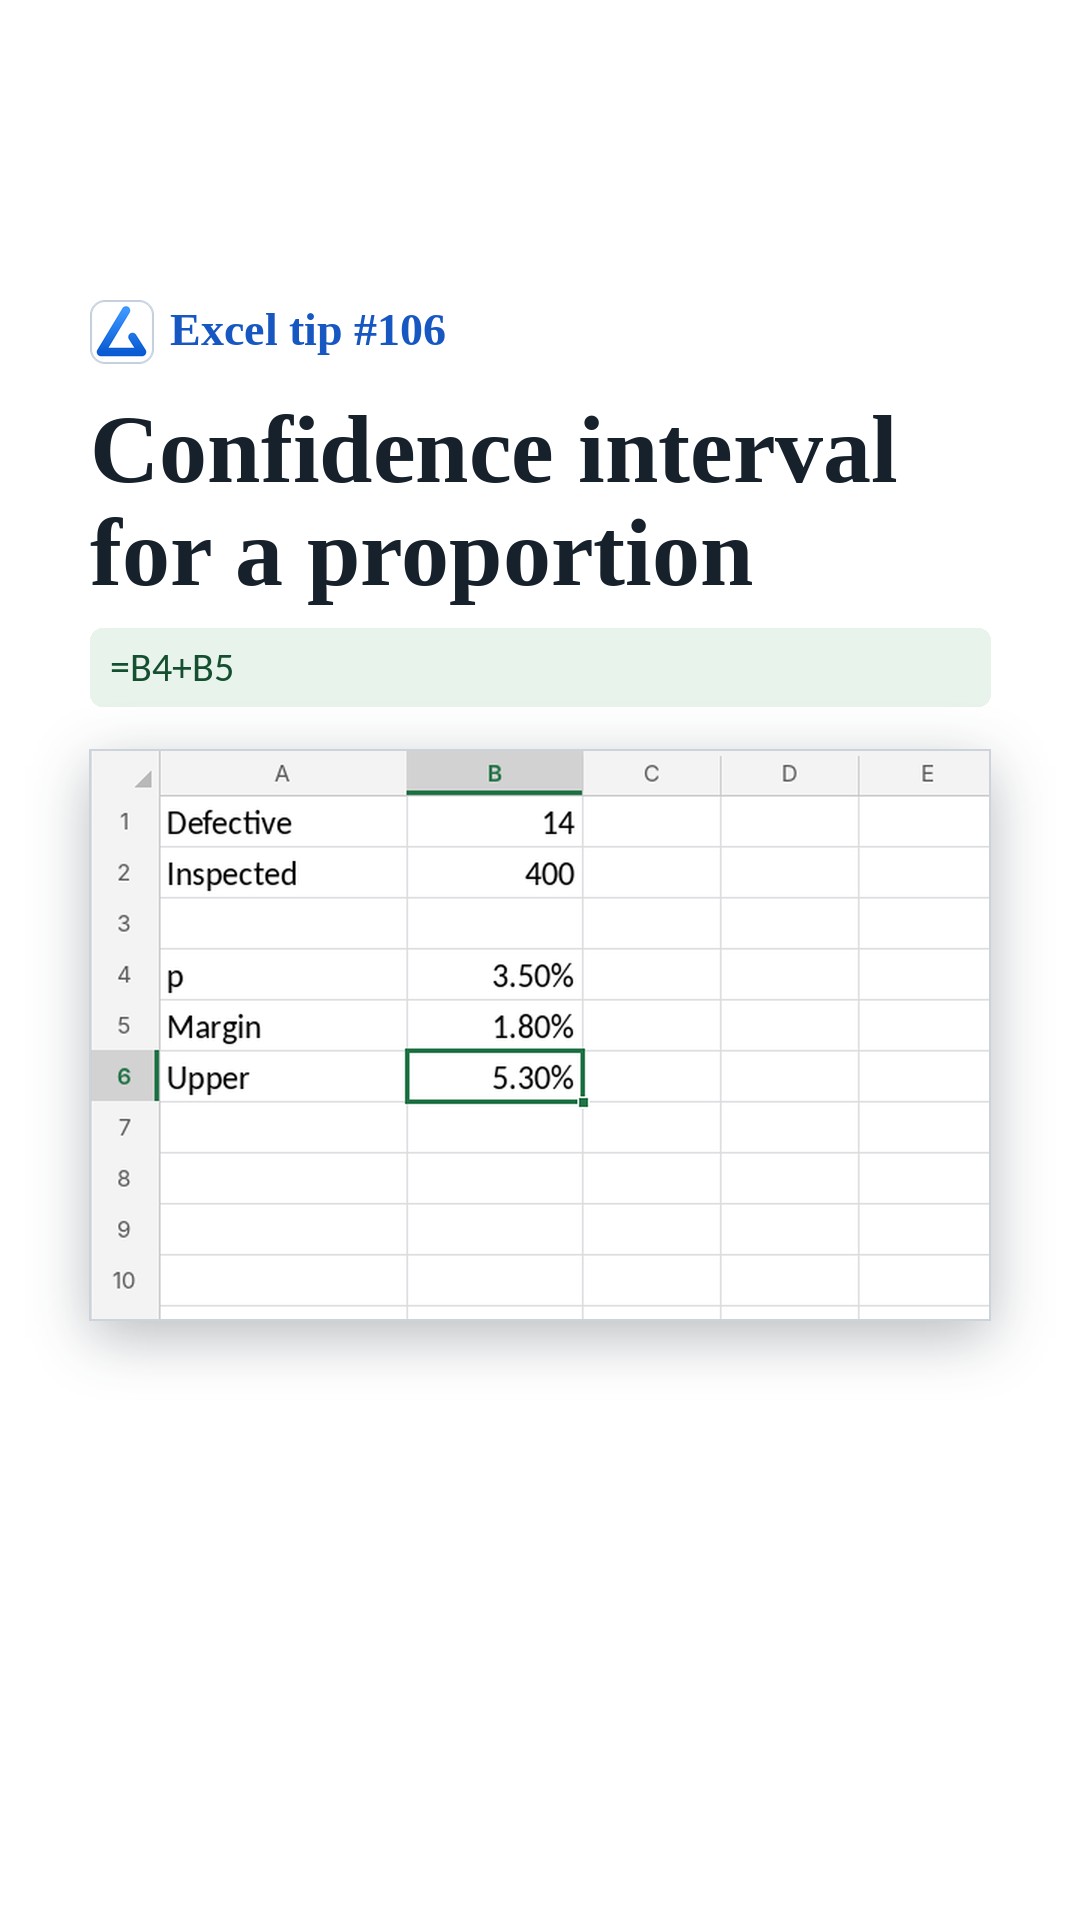 Excel tip #106
Confidence interval
for a proportion
=B4+B5
A B C D E
1 Defective 14
2 Inspected 400
3
4 p 3.50%
5 Margin 1.80%
6 Upper 5.30%
7
8
9
10